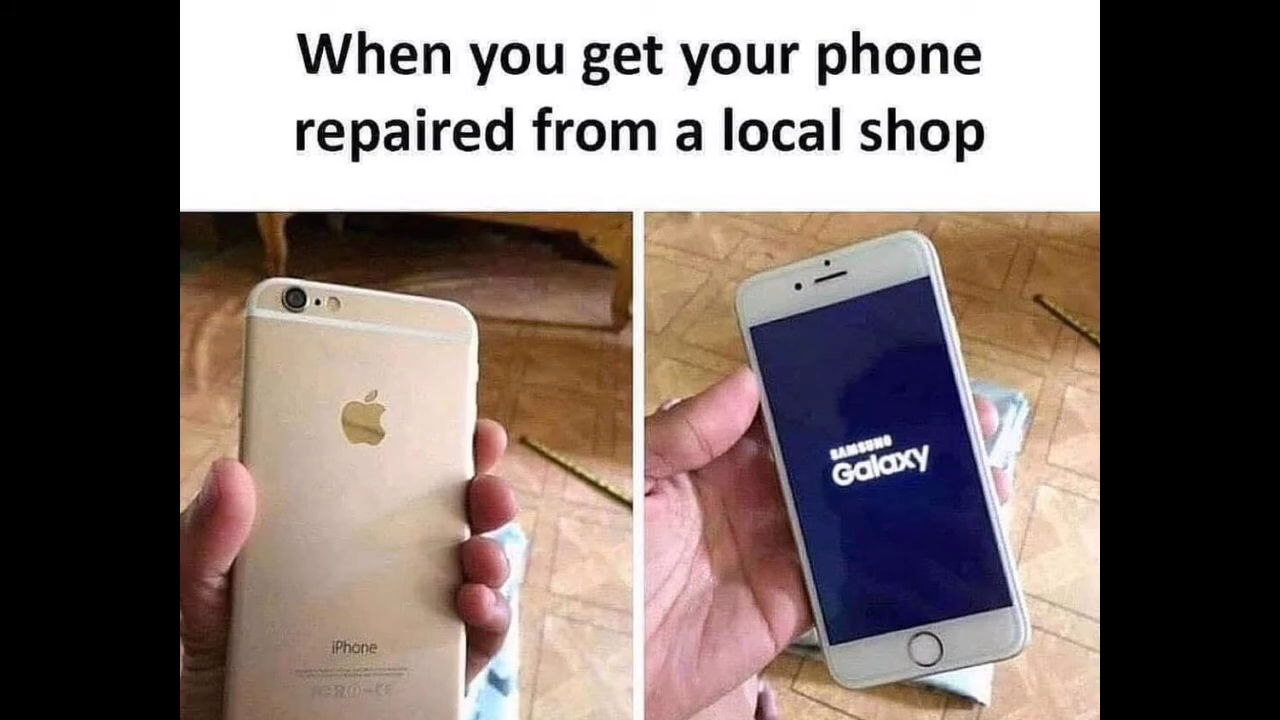 When you get your phone
repaired from a local shop
iPhone
SAMSUNG
Galaxy